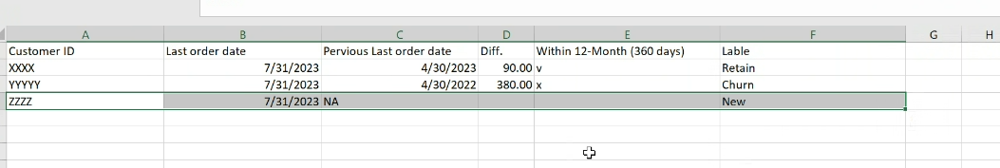 A B C D E F G H
Customer ID Last order date Pervious Last order date Diff. Within 12-Month (360 days) Lable
XXXX 7/31/2023 4/30/2023 90.00 v Retain
YYYYY 7/31/2023 4/30/2022 380.00 x Churn
ZZZZ 7/31/2023 NA New